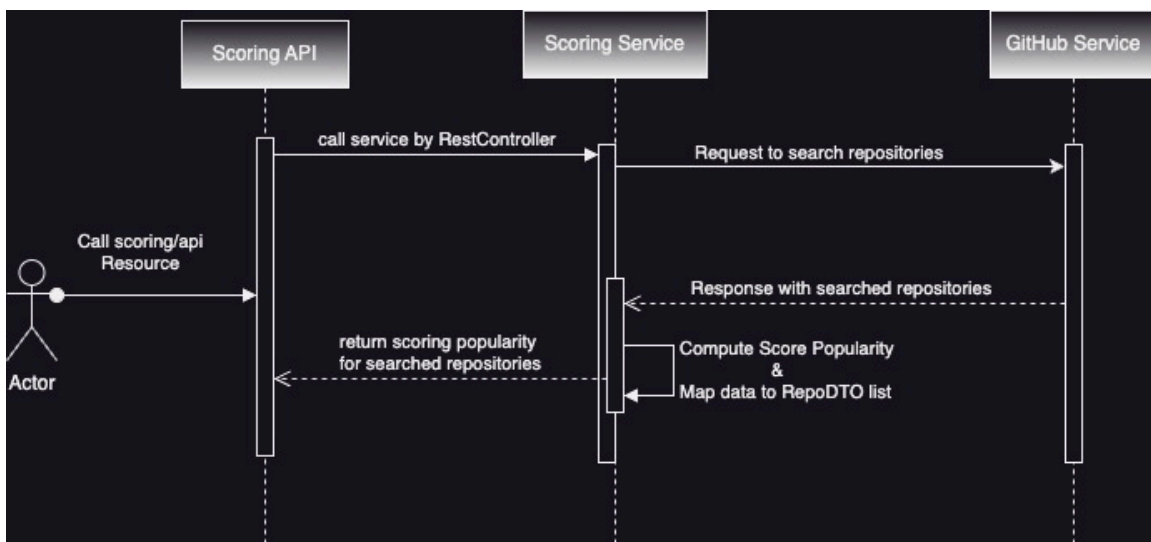 Scoring API
Scoring Service
GitHub Service
call service by RestController
Request to search repositories
Call scoring/api
Resource
Response with searched repositories
return scoring popularity
for searched repositories
Compute Score Popularity
&
Map data to RepoDTO list
Actor